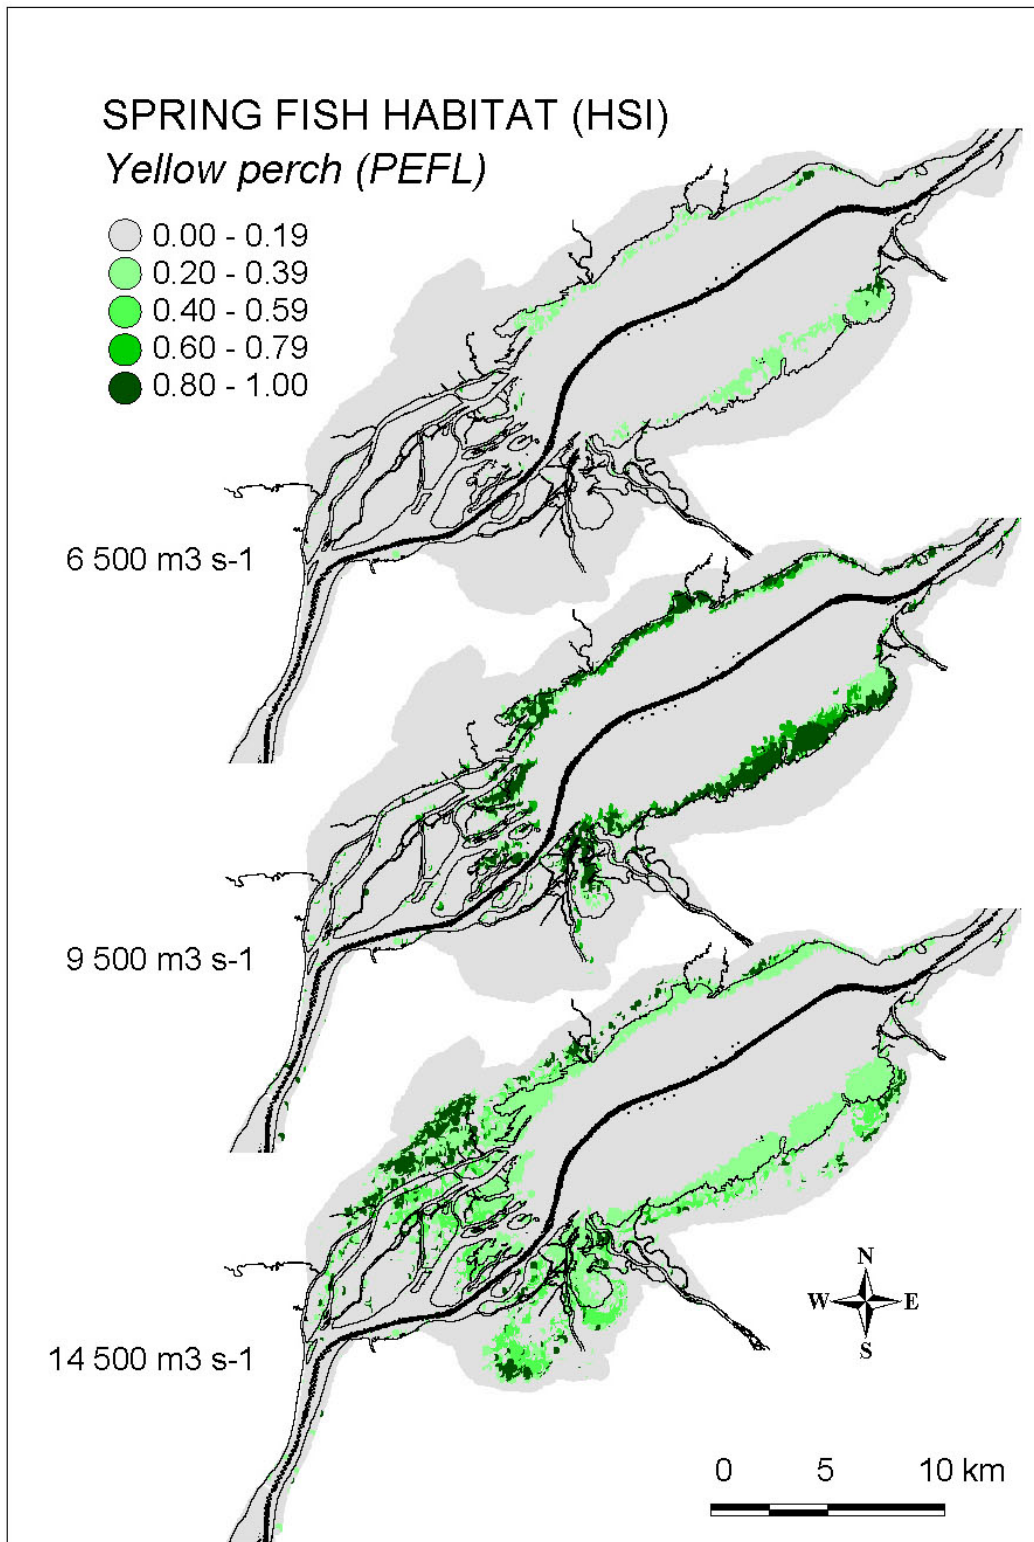 SPRING FISH HABITAT (HSI)
Yellow perch (PEFL)
0.00 - 0.19
0.20 - 0.39
0.40 - 0.59
0.60 - 0.79
0.80 - 1.00
6 500 m3 s-1
9 500 m3 s-1
14 500 m3 s-1
N
W E
S
0 5 10 km